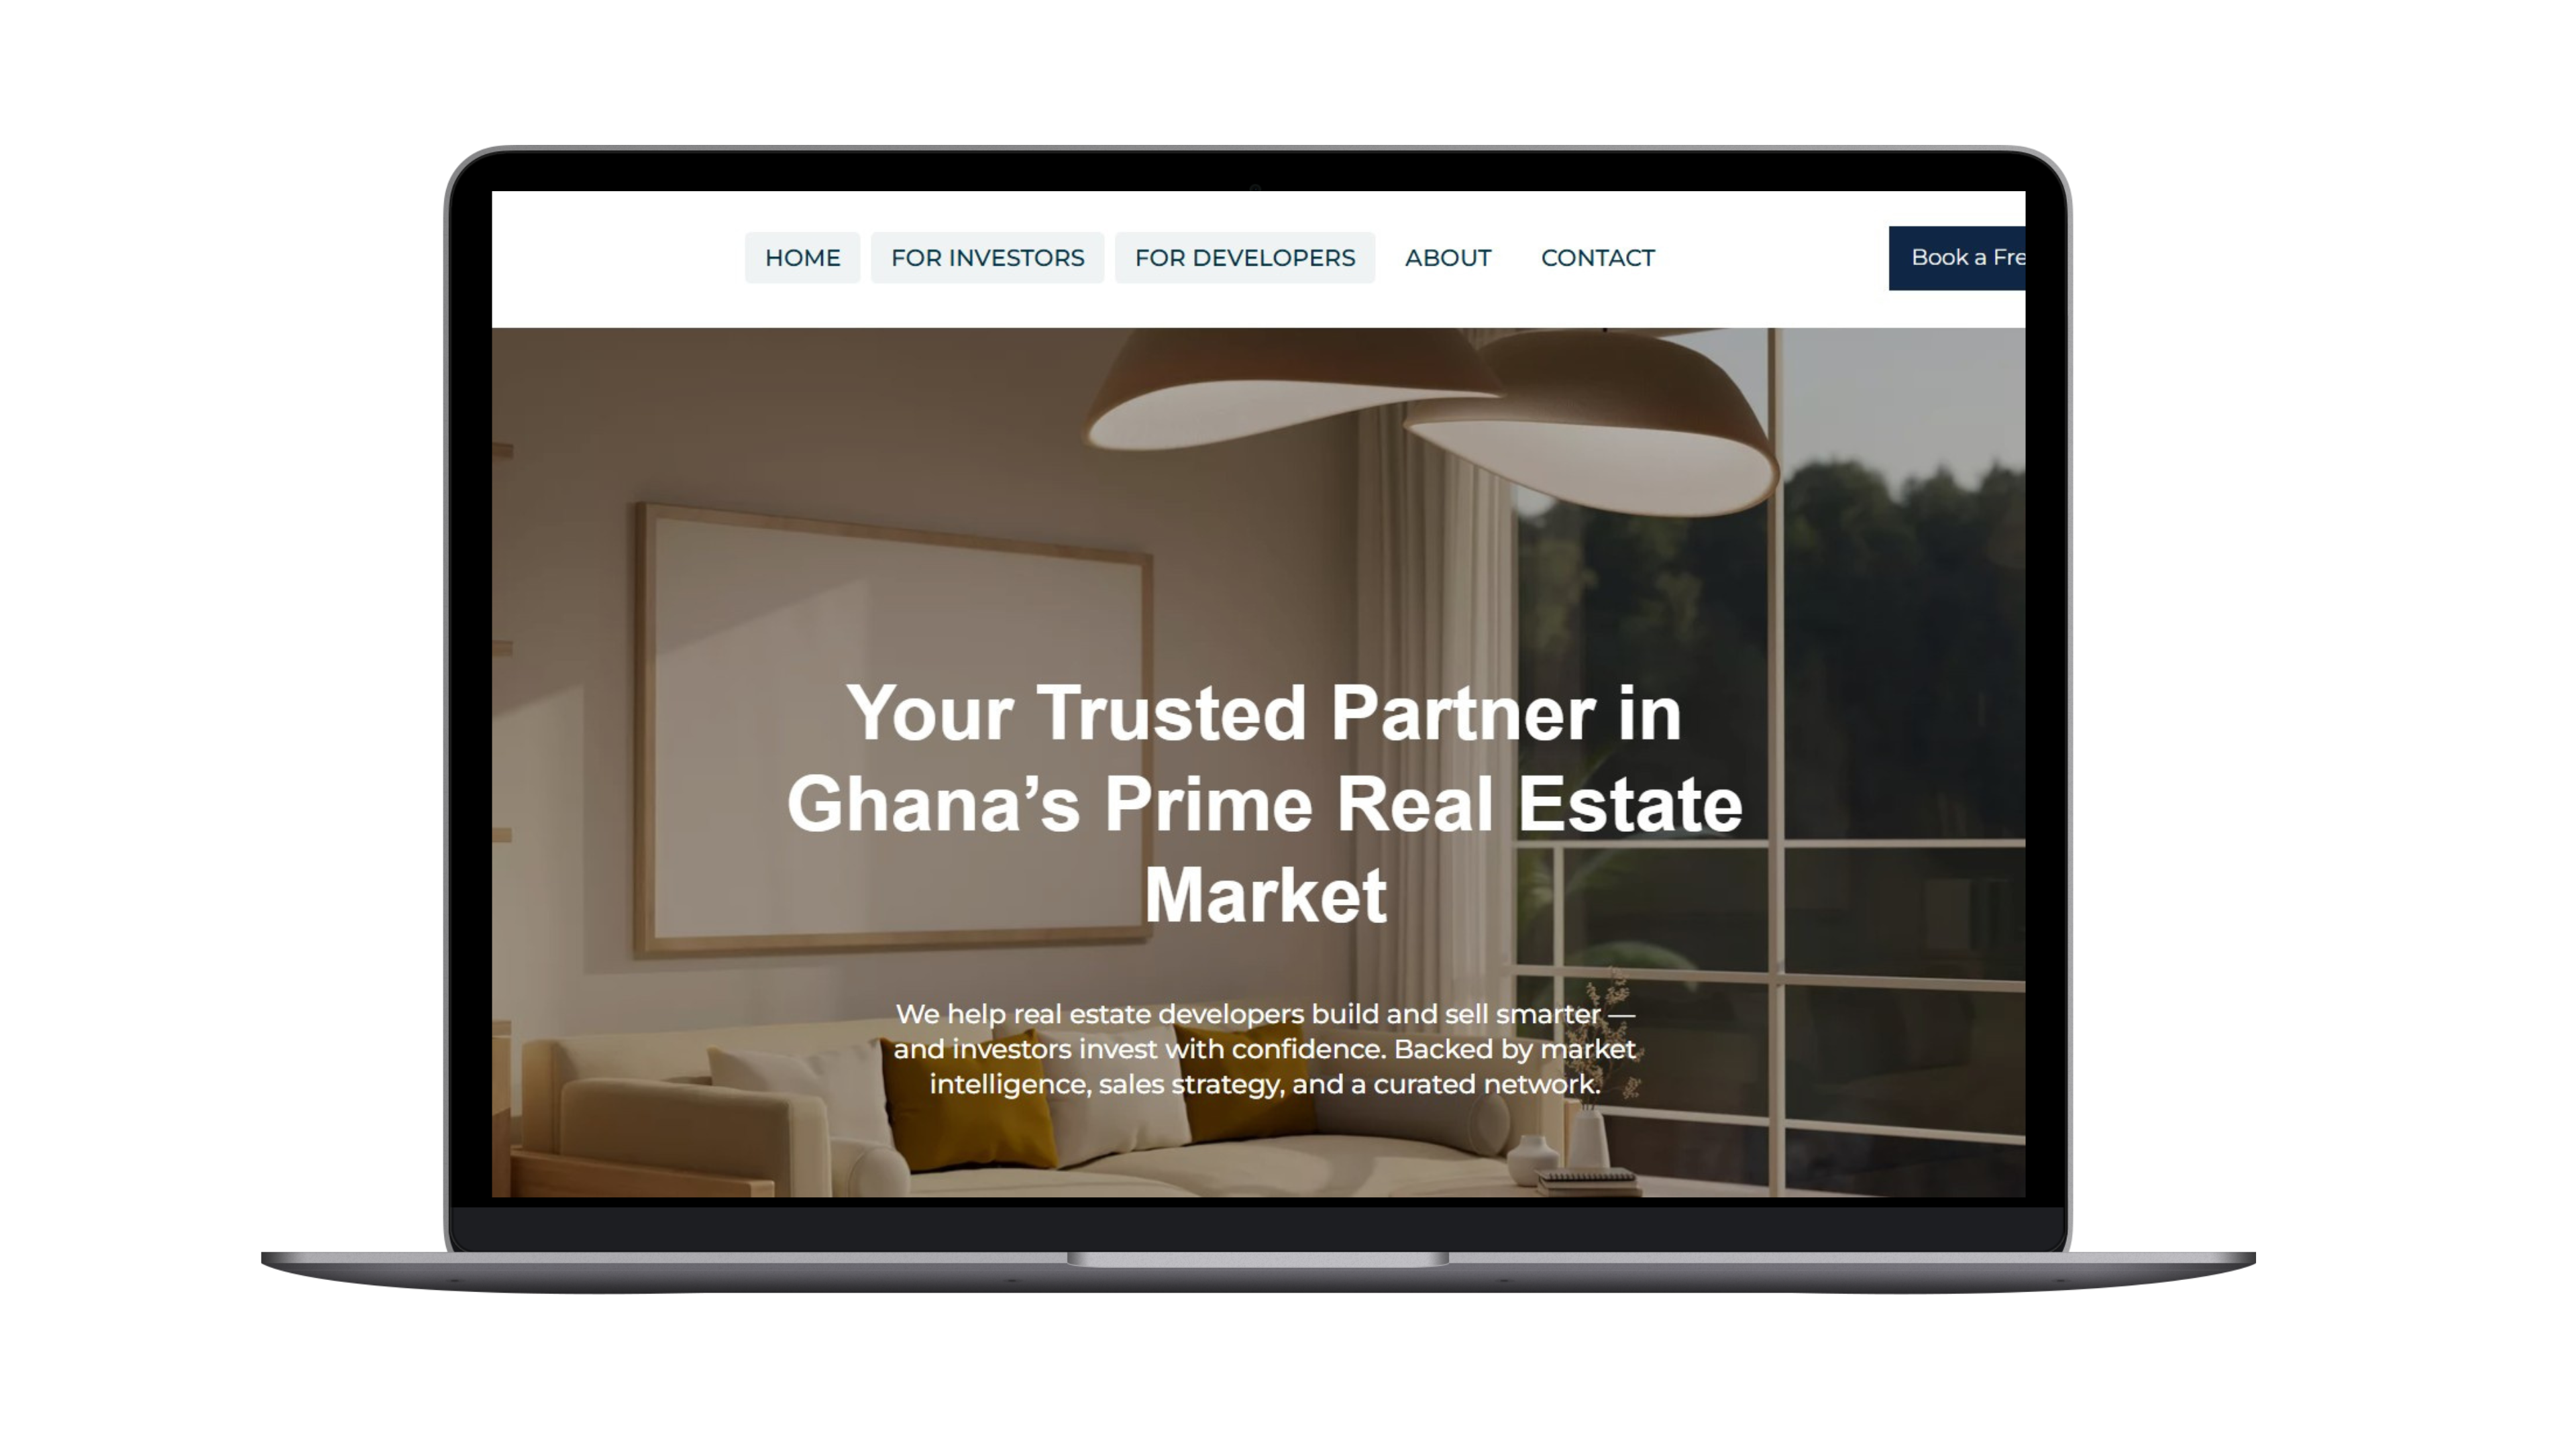 HOME FOR INVESTORS FOR DEVELOPERS ABOUT CONTACT
Book a Fre
Your Trusted Partner in
Ghana’s Prime Real Estate
Market
We help real estate developers build and sell smarter —
and investors invest with confidence. Backed by market
intelligence, sales strategy, and a curated network.